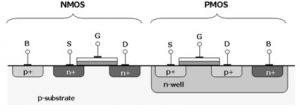 NMOS PMOS
B S G D S G D B
p+ n+ n+ p+ p+ n+
n-well
p-substrate